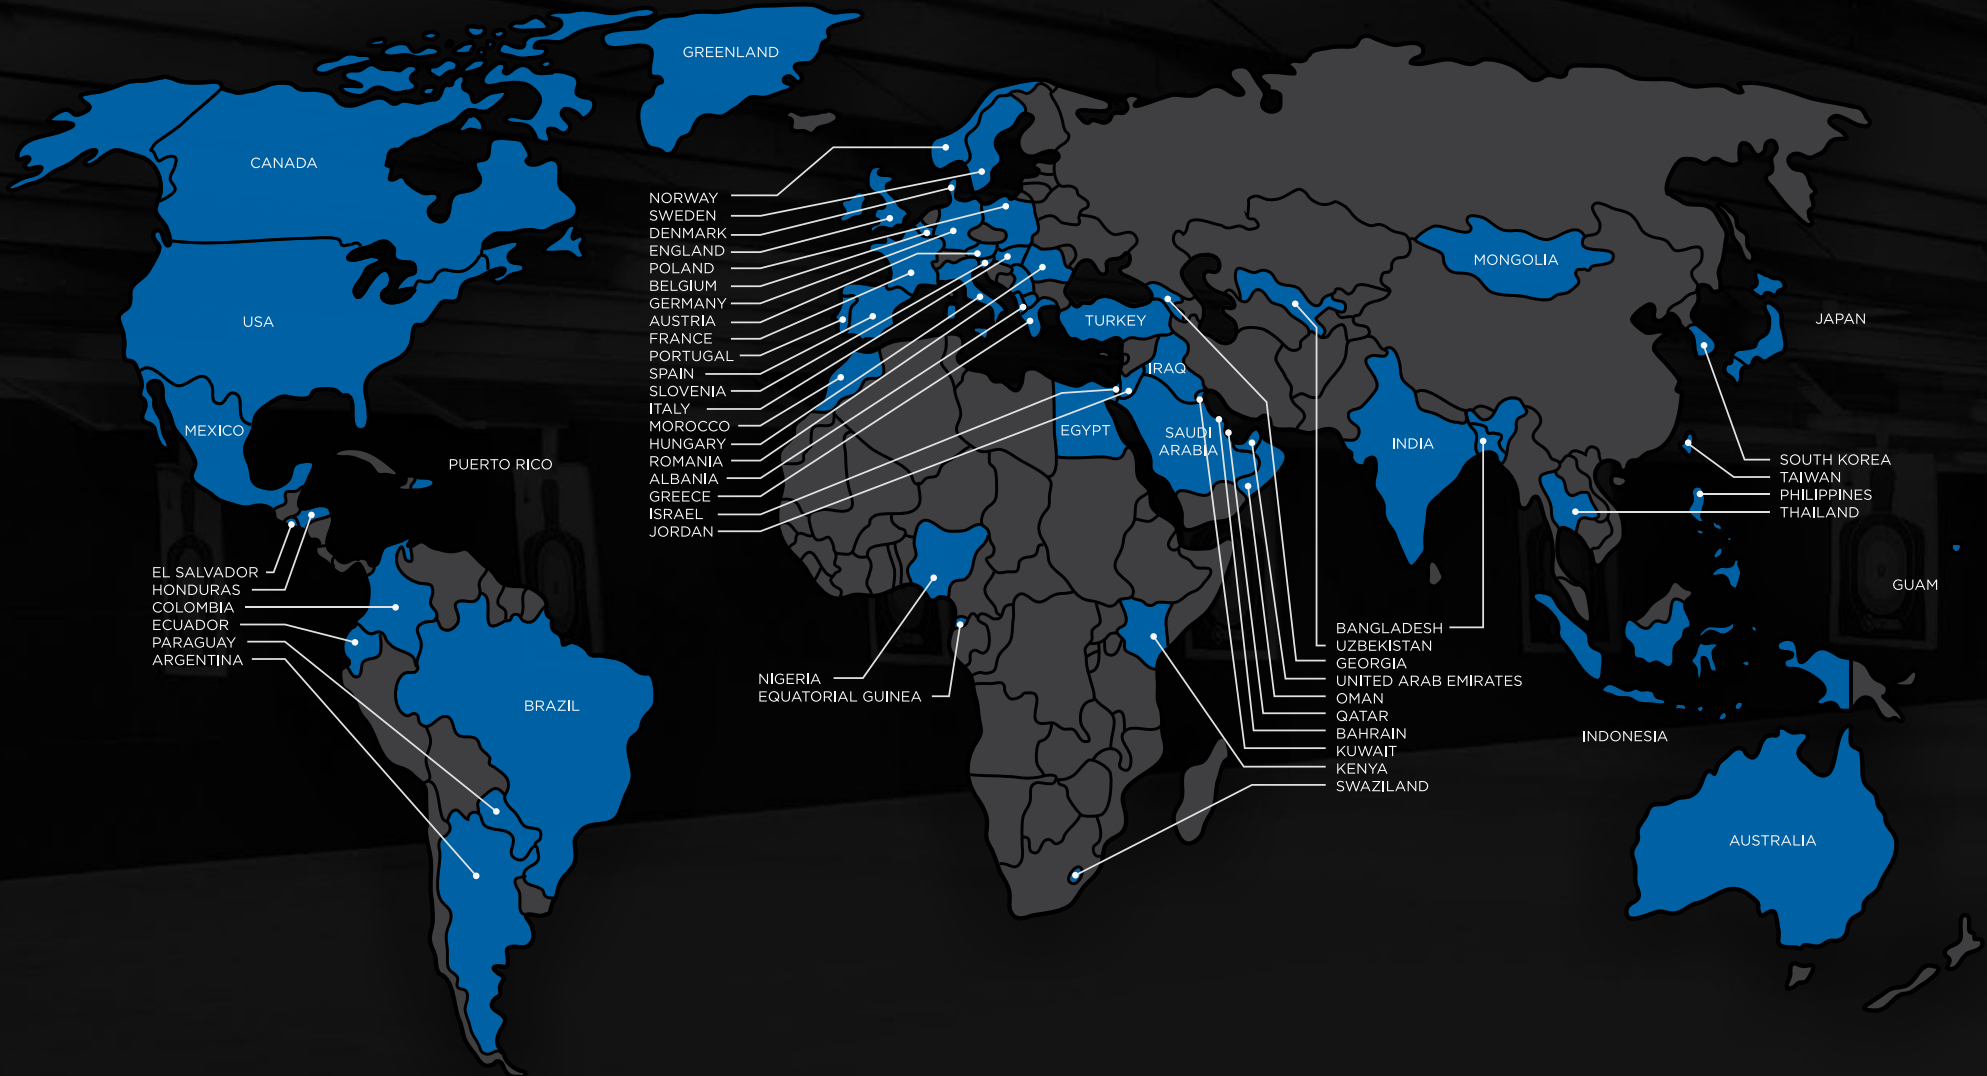 GREENLAND
CANADA
USA
MEXICO
PUERTO RICO
EL SALVADOR
HONDURAS
COLOMBIA
ECUADOR
PARAGUAY
ARGENTINA
BRAZIL
NORWAY
SWEDEN
DENMARK
ENGLAND
POLAND
BELGIUM
GERMANY
AUSTRIA
FRANCE
PORTUGAL
SPAIN
SLOVENIA
ITALY
MOROCCO
HUNGARY
ROMANIA
ALBANIA
GREECE
ISRAEL
JORDAN
NIGERIA
EQUATORIAL GUINEA
TURKEY
IRAQ
EGYPT
SAUDI
ARABIA
MONGOLIA
INDIA
JAPAN
SOUTH KOREA
TAIWAN
PHILIPPINES
THAILAND
GUAM
BANGLADESH
UZBEKISTAN
GEORGIA
UNITED ARAB EMIRATES
OMAN
QATAR
BAHRAIN
KUWAIT
KENYA
SWAZILAND
INDONESIA
AUSTRALIA